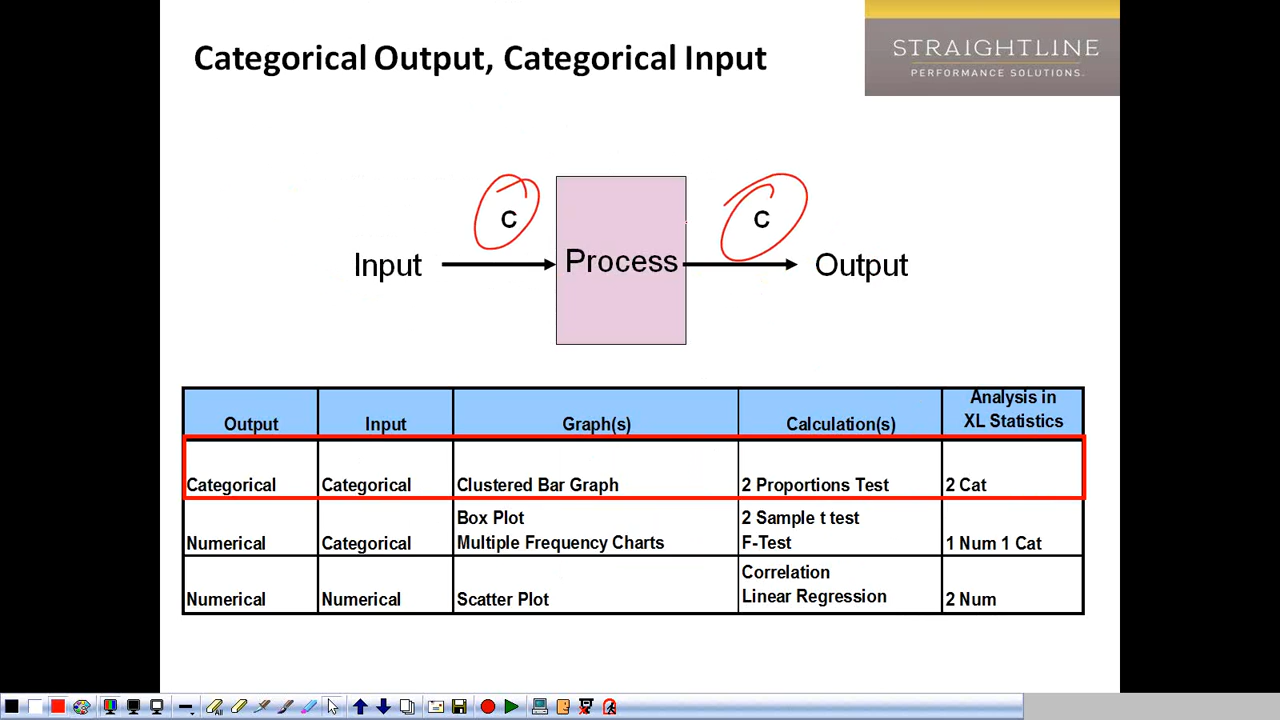 Categorical Output, Categorical Input
STRAIGHTLINE
PERFORMANCE SOLUTIONS.
C
C
Input
Process
Output
Output
Input
Graph(s)
Calculation(s)
Analysis in
XL Statistics
Categorical
Categorical
Clustered Bar Graph
2 Proportions Test
2 Cat
Numerical
Categorical
Box Plot
Multiple Frequency Charts
2 Sample t test
F-Test
1 Num 1 Cat
Numerical
Numerical
Scatter Plot
Correlation
Linear Regression
2 Num